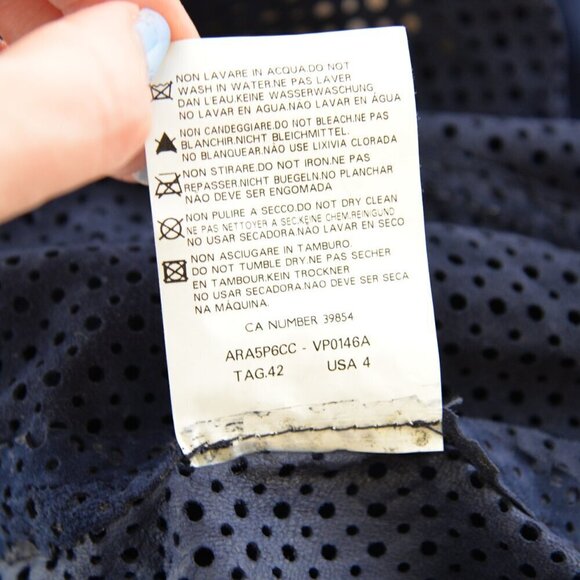 NON LAVARE IN ACQUA.DO NOT
WASH IN WATER.NE PAS LAVER
DAN L'EAU.KEINE WASSERWASCHUNG
NO LAVAR EN AGUA.NÃO LAVAR EN ÁGUA
NON CANDEGGIARE.DO NOT BLEACH.NE PAS
BLANCHIR.NICHT BLEICHMITTEL.
NO BLANQUEAR.NÃO USE LIXIVIA CLORADA
NON STIRARE.DO NOT IRON.NE PAS
REPASSER.NICHT BUEGELN.NO PLANCHAR
NÃO DEVE SER ENGOMADA
NON PULIRE A SECCO.DO NOT DRY CLEAN
NE PAS NETTOYER A SEC.KEINE CHEM.REINIGUNG
NO USAR SECADORA.NÃO LAVAR EN SECO
NON ASCIUGARE IN TAMBURO.
DO NOT TUMBLE DRY.NE PAS SECHER
EN TAMBOUR.KEIN TROCKNER
NO USAR SECADORA.NÃO DEVE SER SECA
NA MÁQUINA.
CA NUMBER 39854
ARA5P6CC - VP0146A
TAG.42 USA 4